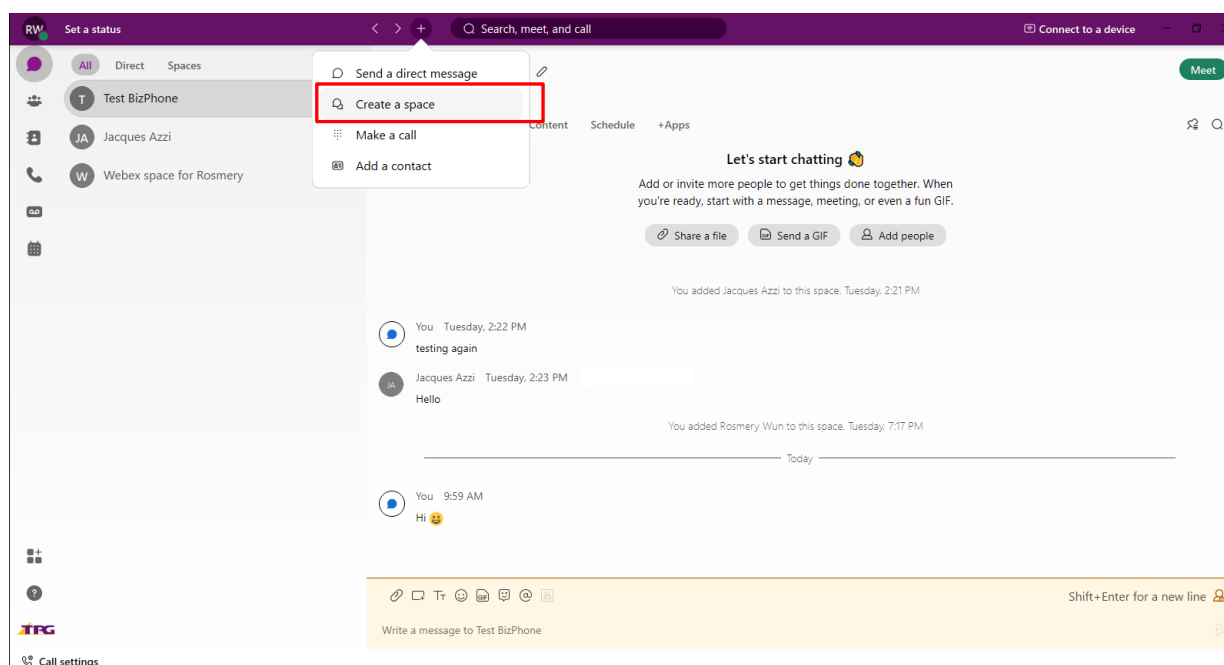 RW Set a status
Search, meet, and call
Connect to a device
All Direct Spaces
T Test BizPhone
JA Jacques Azzi
W Webex space for Rosmery
Send a direct message
Create a space
Make a call
Add a contact
Meet
Content Schedule +Apps
Let's start chatting 👏
Add or invite more people to get things done together. When
you're ready, start with a message, meeting, or even a fun GIF.
Share a file GIF Send a GIF Add people
You added Jacques Azzi to this space. Tuesday, 2:21 PM
You Tuesday, 2:22 PM
testing again
JA Jacques Azzi Tuesday, 2:23 PM
Hello
You added Rosmery Wun to this space. Tuesday, 7:17 PM
Today
You 9:59 AM
Hi 😀
TT GIF @
Shift+Enter for a new line
Write a message to Test BizPhone
?
TPG
Call settings